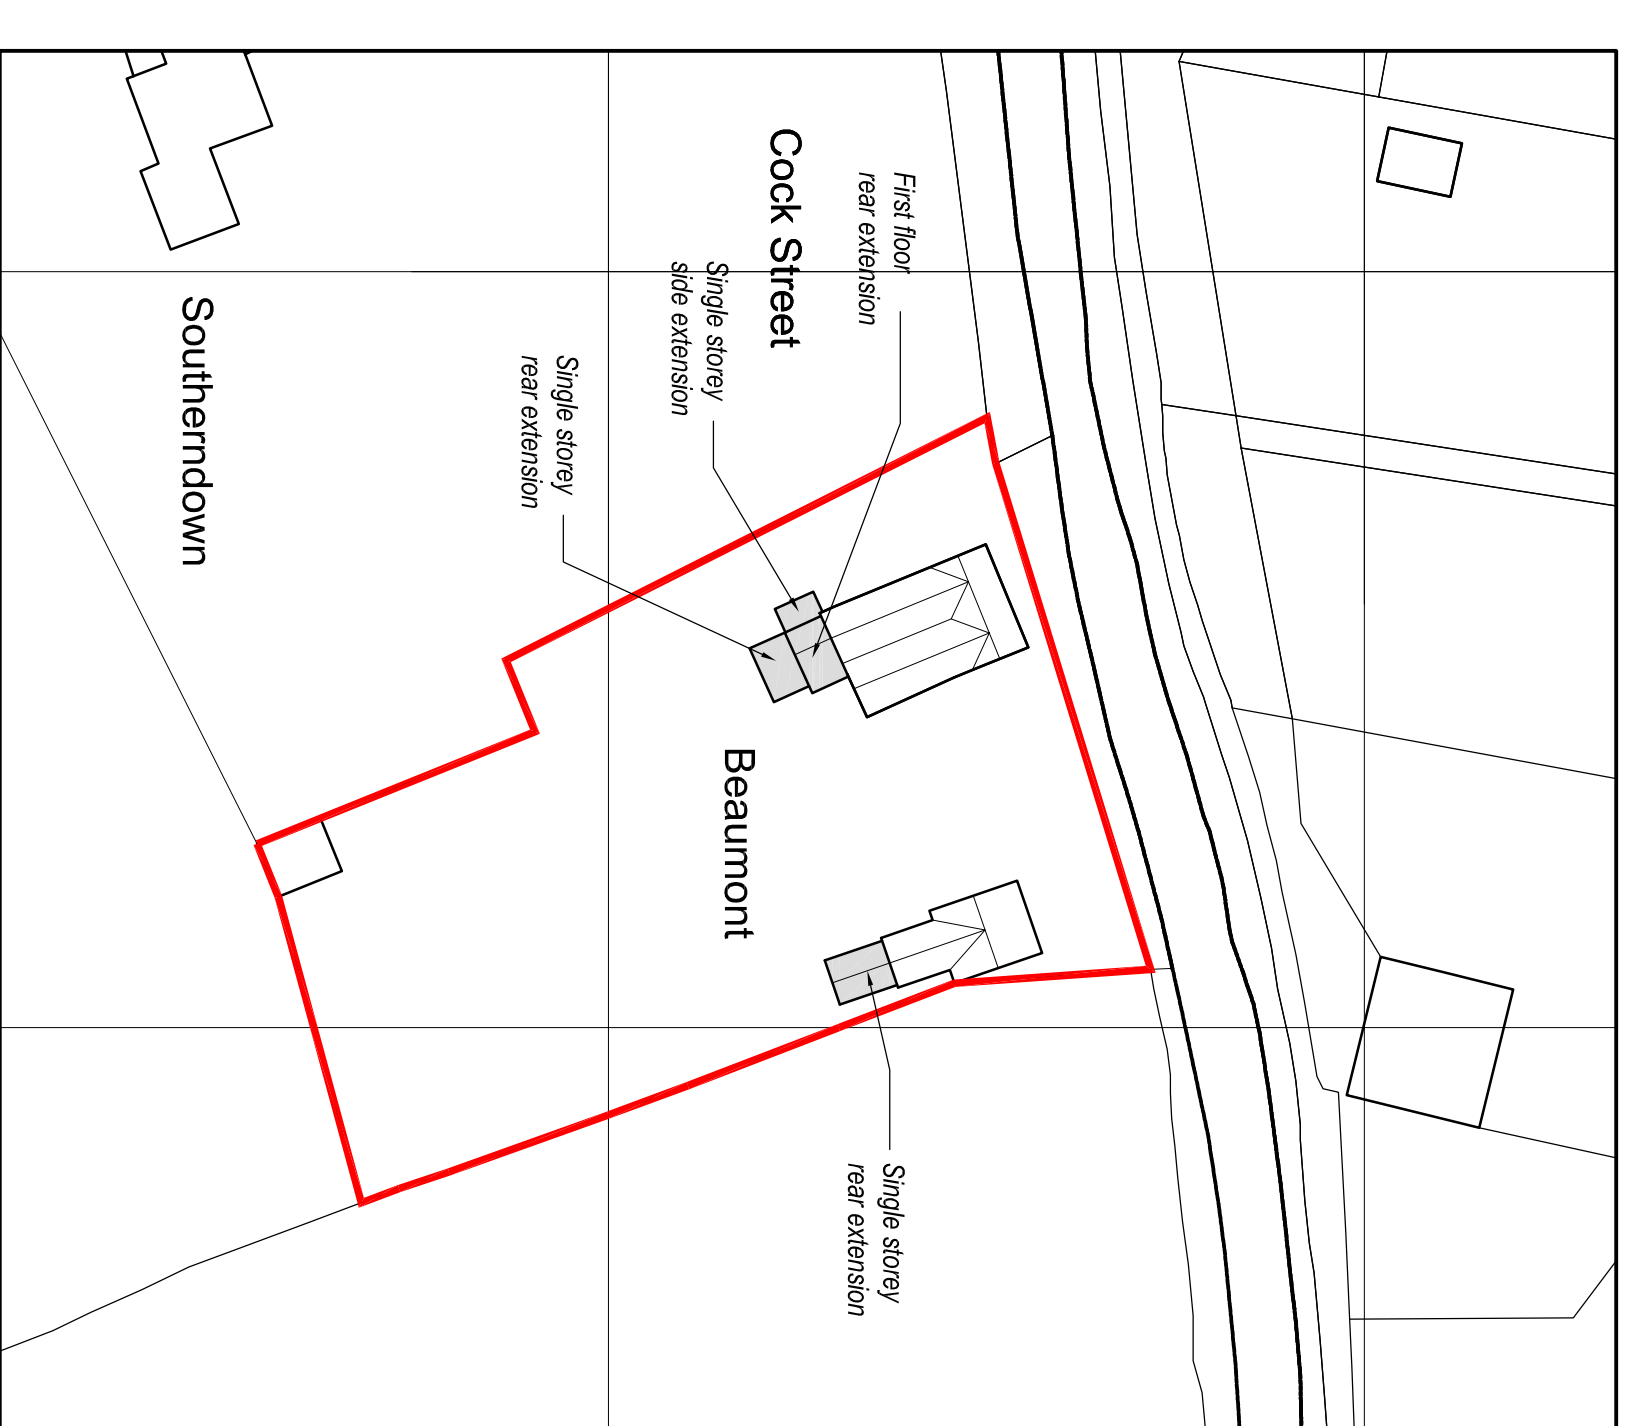 First floor
rear extension
Cock Street
Single storey
side extension
Single storey
rear extension
Southerndown
Beaumont
Single storey
rear extension